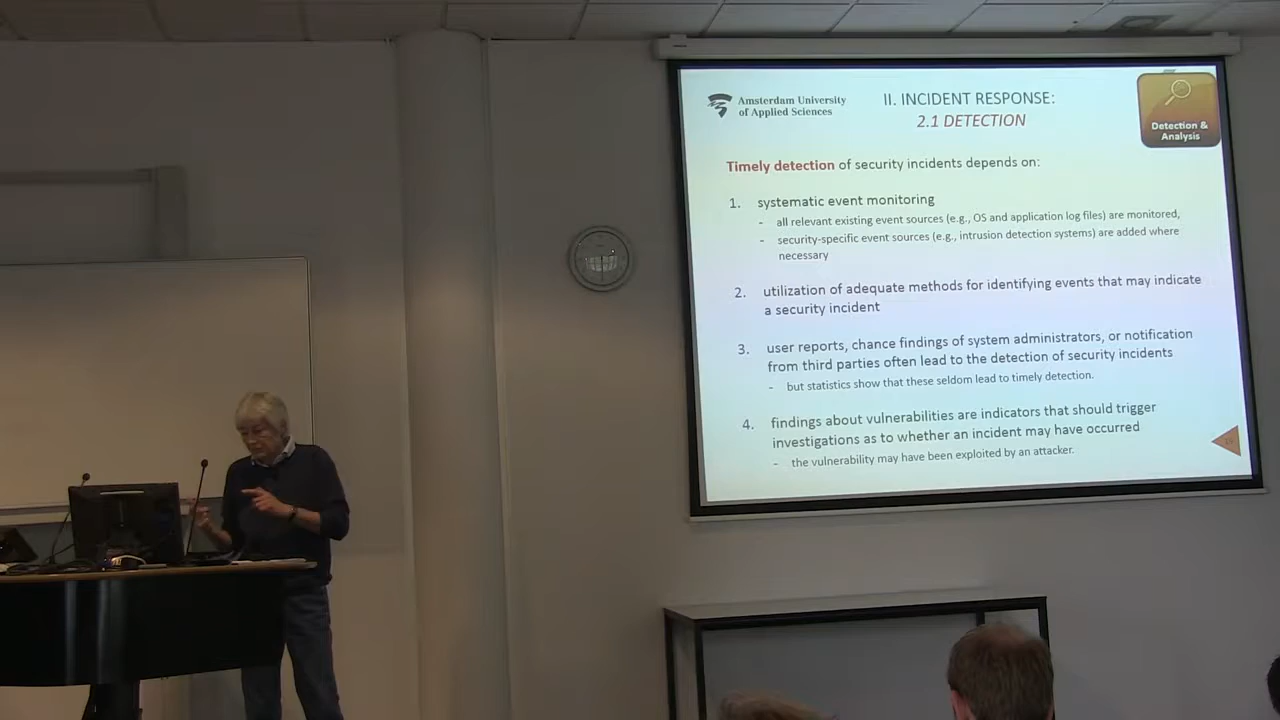 Amsterdam University
of Applied Sciences
II. INCIDENT RESPONSE:
2.1 DETECTION
Detection &
Analysis
Timely detection of security incidents depends on:
1. systematic event monitoring
- all relevant existing event sources (e.g., OS and application log files) are monitored,
- security-specific event sources (e.g., intrusion detection systems) are added where
necessary
2. utilization of adequate methods for identifying events that may indicate
a security incident
3. user reports, chance findings of system administrators, or notification
from third parties often lead to the detection of security incidents
- but statistics show that these seldom lead to timely detection.
4. findings about vulnerabilities are indicators that should trigger
investigations as to whether an incident may have occurred
- the vulnerability may have been exploited by an attacker.